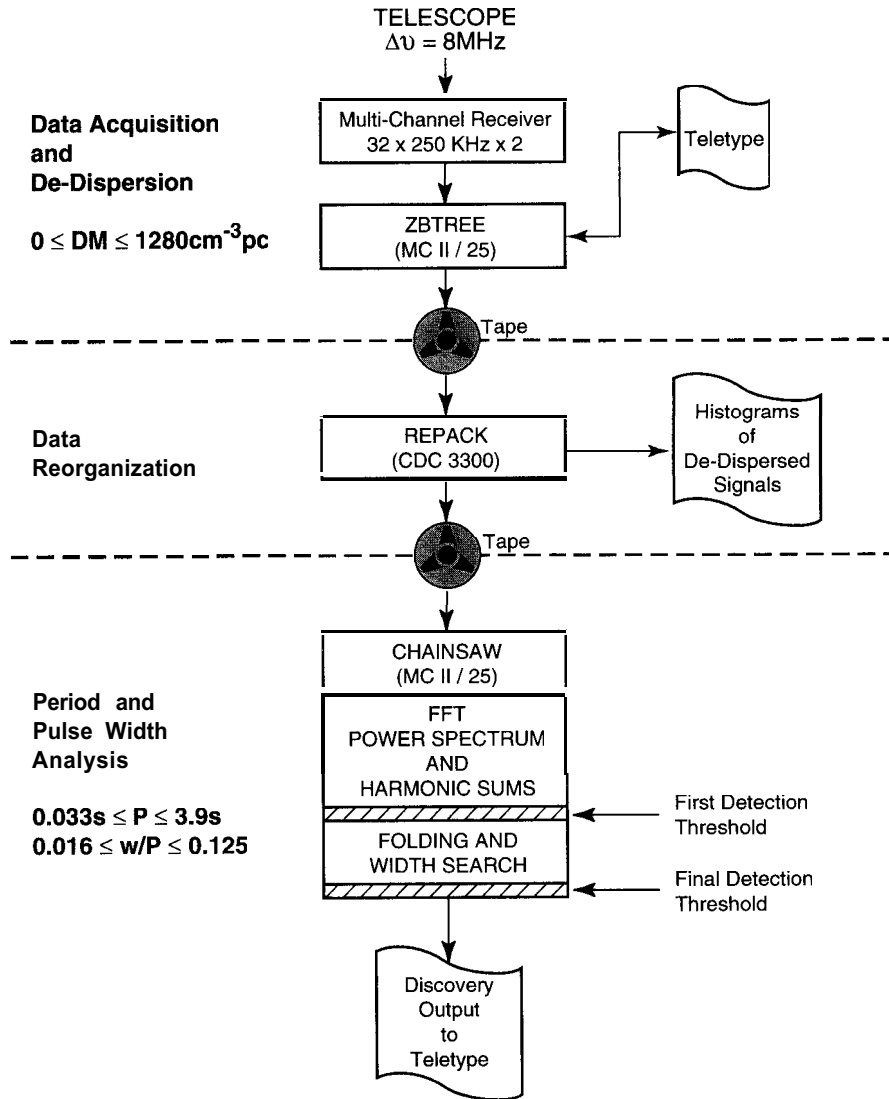 TELESCOPE
Δυ = 8MHz
Data Acquisition
and
De-Dispersion
0 ≤ DM ≤ 1280cm⁻³pc
Multi-Channel Receiver
32 x 250 KHz x 2
Teletype
ZBTREE
(MC II / 25)
Tape
Data
Reorganization
REPACK
(CDC 3300)
Histograms
of
De-Dispersed
Signals
Tape
Period and
Pulse Width
Analysis
0.033s ≤ P ≤ 3.9s
0.016 ≤ w/P ≤ 0.125
CHAINSAW
(MC II / 25)
FFT
POWER SPECTRUM
AND
HARMONIC SUMS
First Detection
Threshold
FOLDING AND
WIDTH SEARCH
Final Detection
Threshold
Discovery
Output
to
Teletype